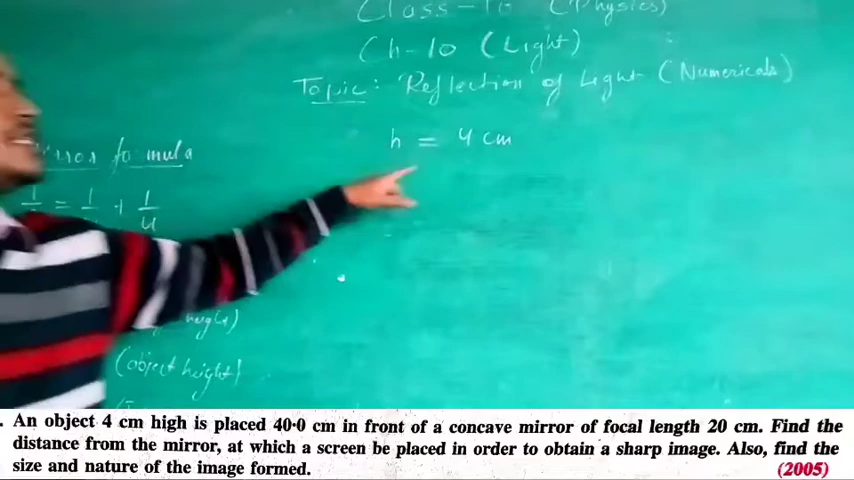 Class-10 (Physics)
Ch-10 (Light)
Topic: Reflection of Light (Numericals)
h = 4 cm
formula
1 = 1 + 1
u
(object height)
. An object 4 cm high is placed 40·0 cm in front of a concave mirror of focal length 20 cm. Find the
distance from the mirror, at which a screen be placed in order to obtain a sharp image. Also, find the
size and nature of the image formed.
(2005)